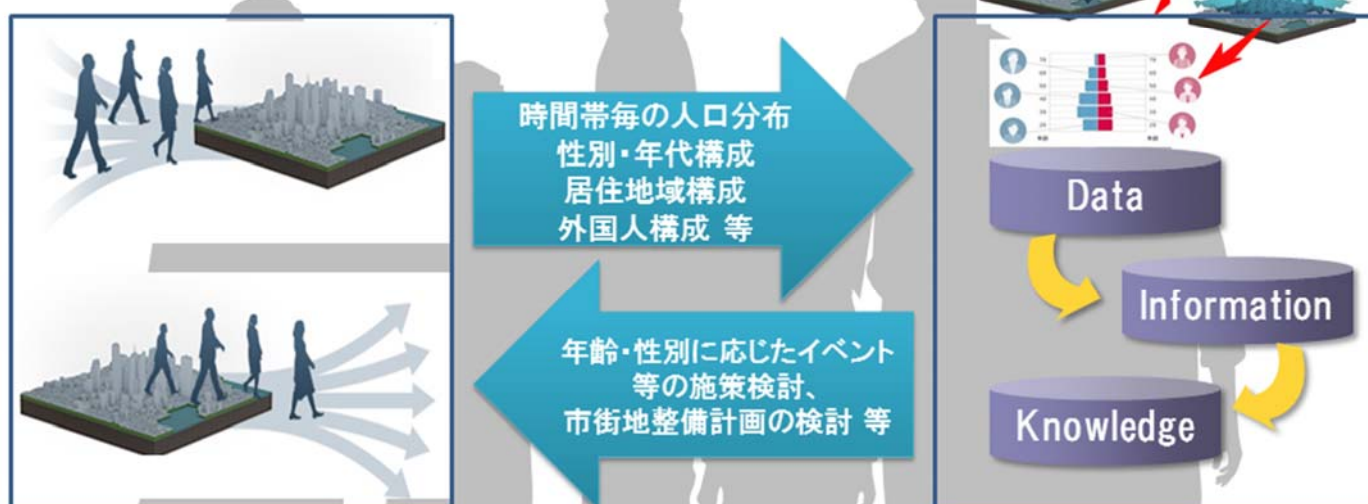 時間帯毎の人口分布
性別・年代構成
居住地域構成
外国人構成 等
年齢・性別に応じたイベント
等の施策検討、
市街地整備計画の検討 等
Data
Information
Knowledge